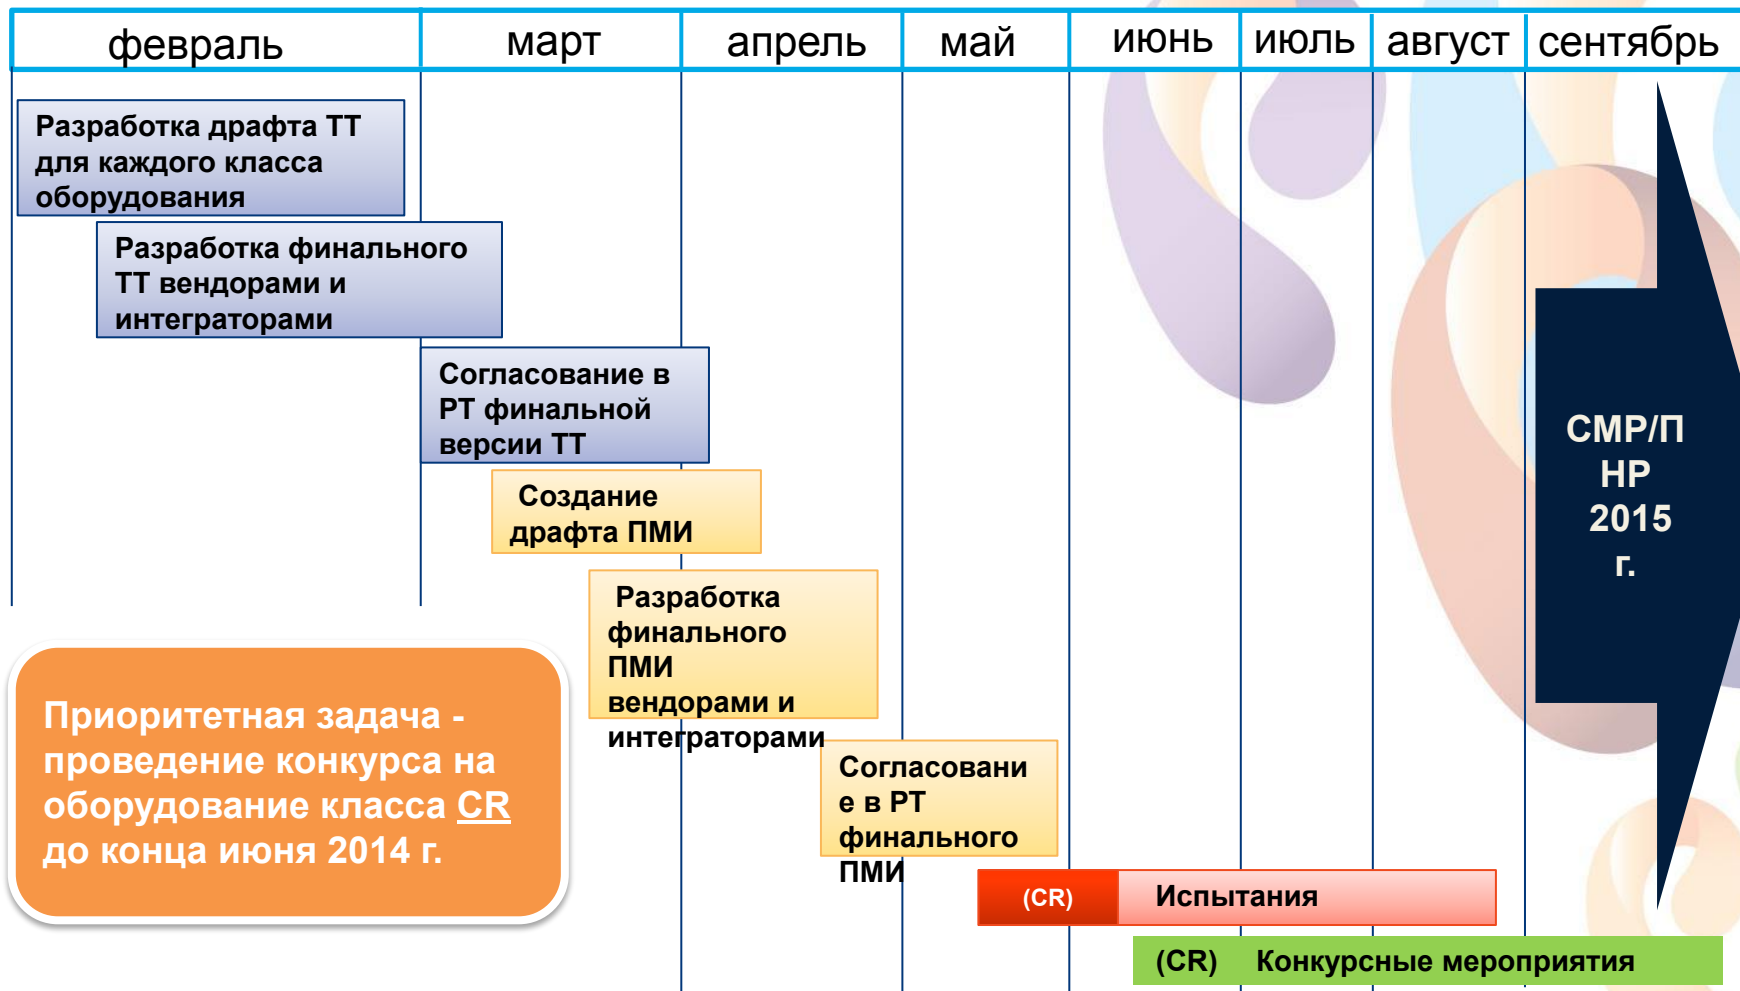 февраль март апрель май июнь июль август сентябрь
Разработка драфта ТТ
для каждого класса
оборудования
Разработка финального
ТТ вендорами и
интеграторами
Согласование в
РТ финальной
версии ТТ
Создание
драфта ПМИ
Разработка
финального
ПМИ
вендорами и
интеграторами
Согласовани
е в РТ
финального
ПМИ
(CR) Испытания
(CR) Конкурсные мероприятия
СМР/П
НР
2015
г.
Приоритетная задача -
проведение конкурса на
оборудование класса CR
до конца июня 2014 г.